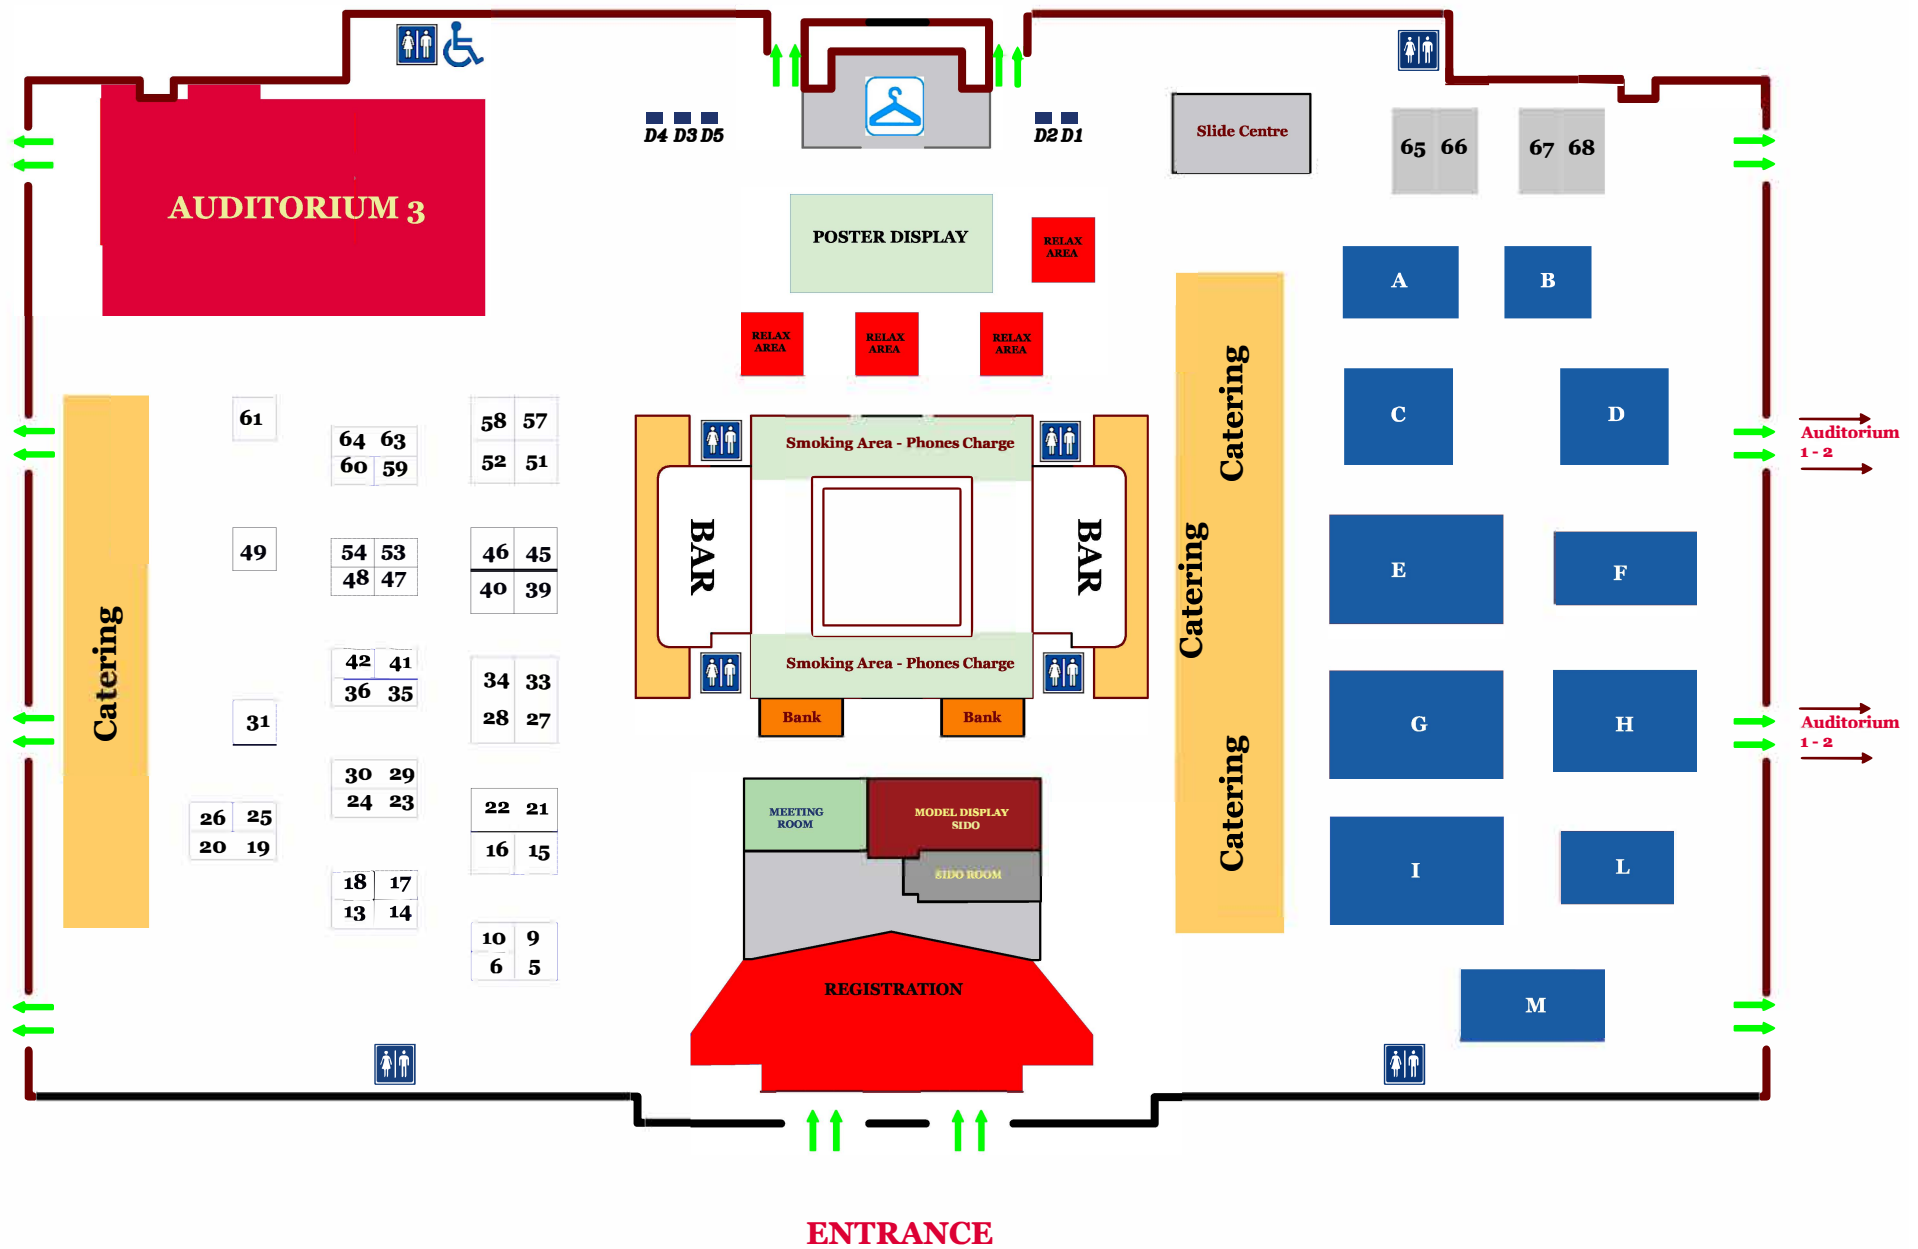 D4 D3 D5
D2 D1
Slide Centre
65 66
67 68
AUDITORIUM 3
POSTER DISPLAY
RELAX
AREA
A
B
RELAX
AREA
RELAX
AREA
RELAX
AREA
Catering
C
D
Auditorium
1 - 2
61
64 63
60 59
58 57
52 51
Smoking Area - Phones Charge
BAR
BAR
Catering
49
54 53
48 47
46 45
40 39
E
F
Catering
42 41
36 35
34 33
28 27
Smoking Area - Phones Charge
31
Bank
Bank
G
H
Auditorium
1 - 2
30 29
24 23
26 25
20 19
22 21
16 15
MEETING
ROOM
MODEL DISPLAY
SIDO
SIDO ROOM
Catering
I
L
18 17
13 14
10 9
6 5
REGISTRATION
M
ENTRANCE